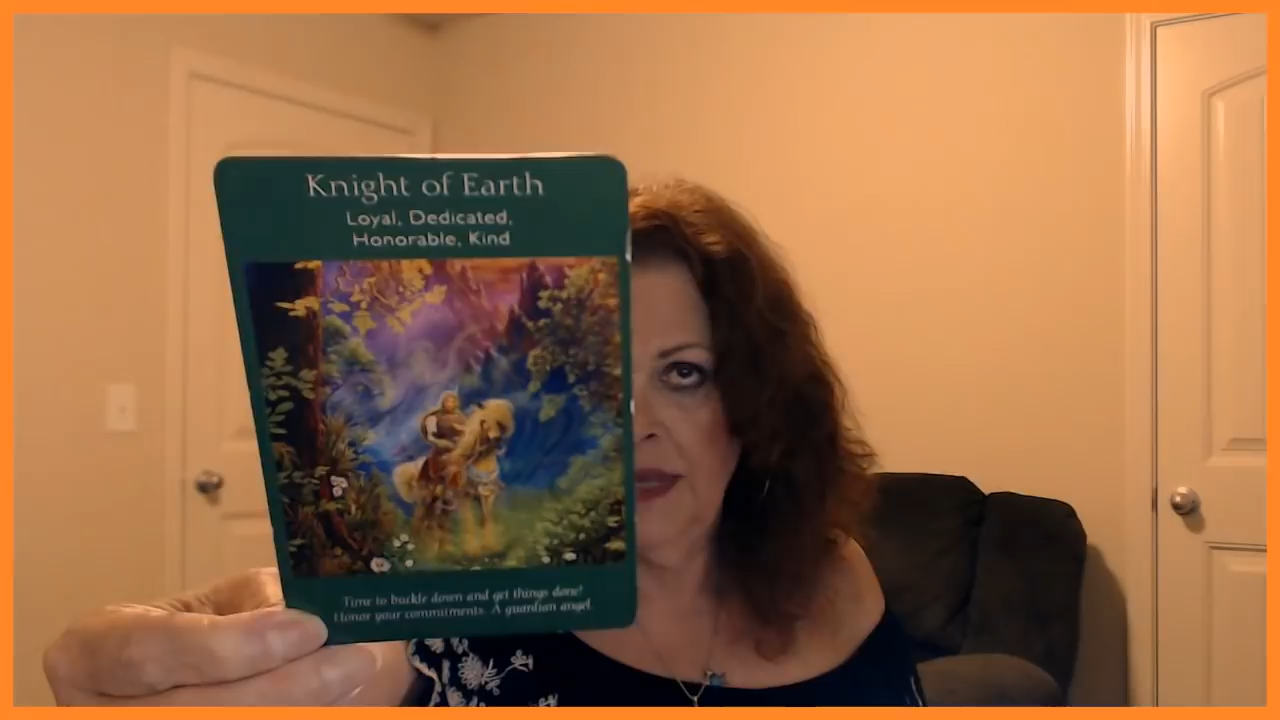 Knight of Earth
Loyal, Dedicated,
Honorable, Kind
Time to buckle down and get things done!
Honor your commitments. A guardian angel.